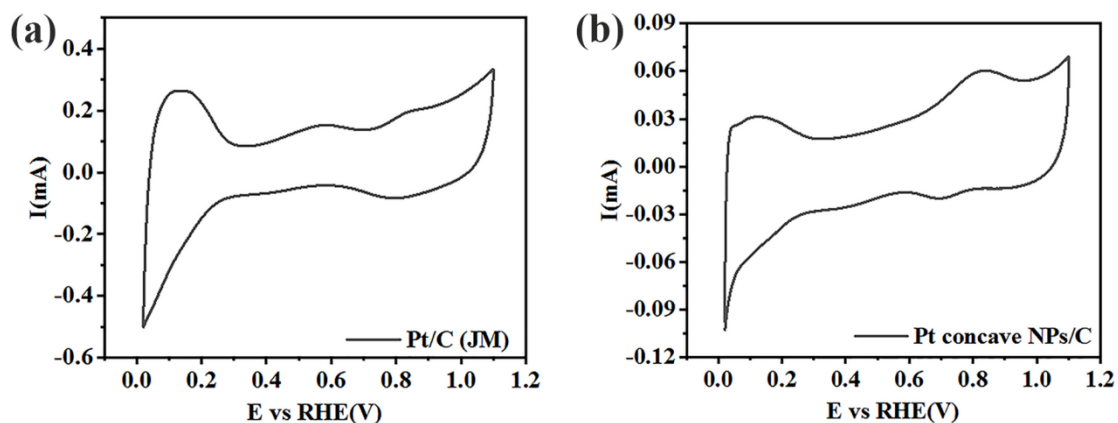 (a)
0.4
0.2
0.0
-0.2
-0.4
-0.6
I(mA)
Pt/C (JM)
0.0 0.2 0.4 0.6 0.8 1.0 1.2
E vs RHE(V)
(b)
0.09
0.06
0.03
0.00
-0.03
-0.06
-0.09
-0.12
I(mA)
Pt concave NPs/C
0.0 0.2 0.4 0.6 0.8 1.0 1.2
E vs RHE(V)